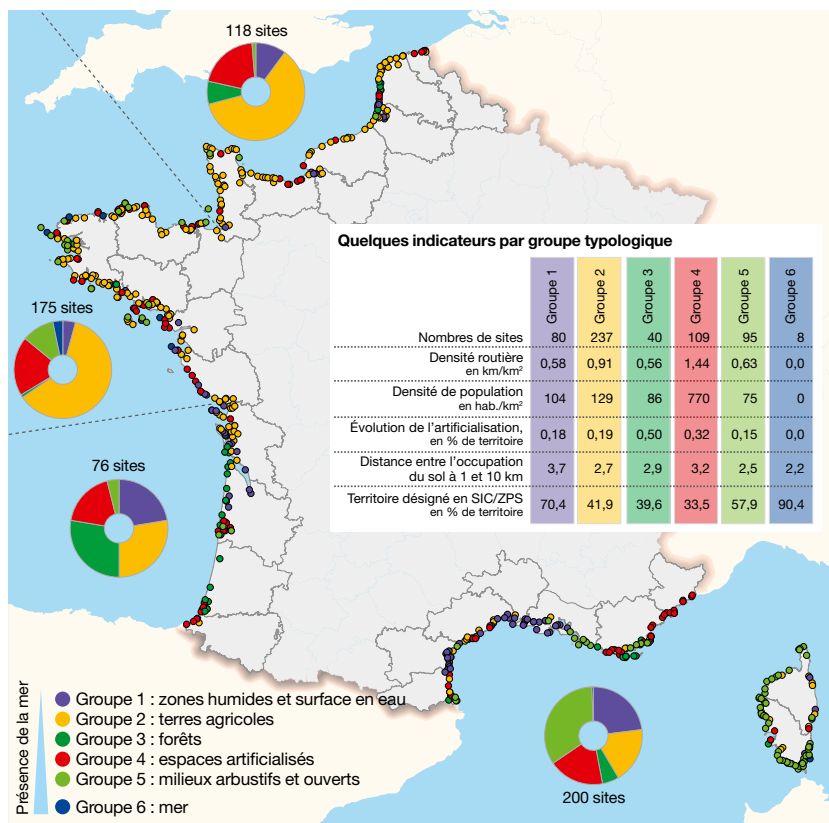 118 sites
175 sites
76 sites
200 sites
Quelques indicateurs par groupe typologique
Groupe 1 Groupe 2 Groupe 3 Groupe 4 Groupe 5 Groupe 6
Nombres de sites 80 237 40 109 95 8
Densité routière
en km/km² 0,58 0,91 0,56 1,44 0,63 0,0
Densité de population
en hab./km² 104 129 86 770 75 0
Évolution de l'artificialisation,
en % de territoire 0,18 0,19 0,50 0,32 0,15 0,0
Distance entre l'occupation
du sol à 1 et 10 km 3,7 2,7 2,9 3,2 2,5 2,2
Territoire désigné en SIC/ZPS
en % de territoire 70,4 41,9 39,6 33,5 57,9 90,4
Présence de la mer
Groupe 1 : zones humides et surface en eau
Groupe 2 : terres agricoles
Groupe 3 : forêts
Groupe 4 : espaces artificialisés
Groupe 5 : milieux arbustifs et ouverts
Groupe 6 : mer